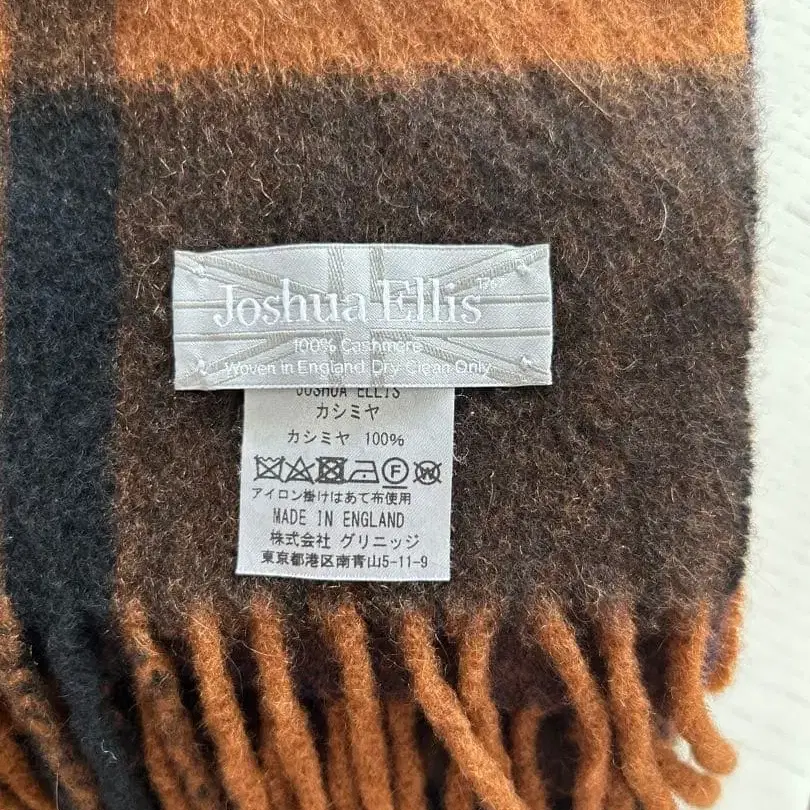 Joshua Ellis™
100% Cashmere
Woven in England. Dry Clean Only
JOSHUA ELLIS
カシミヤ
カシミヤ 100%
F W
アイロン掛けはあて布使用
MADE IN ENGLAND
株式会社 グリニッジ
東京都港区南青山5-11-9